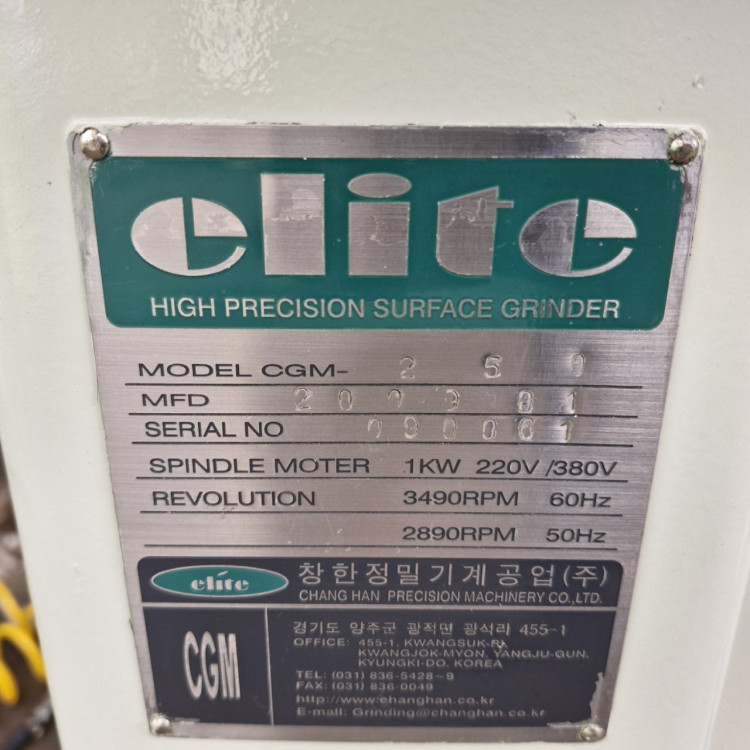 elite
HIGH PRECISION SURFACE GRINDER
MODEL CGM- 250
MFD 2009 01
SERIAL NO 090061
SPINDLE MOTER 1KW 220V/380V
REVOLUTION 3490RPM 60Hz
2890RPM 50Hz
elite 창한정밀기계공업(주)
CHANG HAN PRECISION MACHINERY CO.,LTD.
CGM
경기도 양주군 광적면 광석리 455-1
OFFICE: 455-1, KWANGSUK-RI,
KWANGJOK-MYON, YANGJU-GUN,
KYUNGKI-DO, KOREA
TEL: (031) 836-5428~9
FAX: (031) 836-0049
http://www.changhan.co.kr
E-mail: Grinding@changhan.co.kr